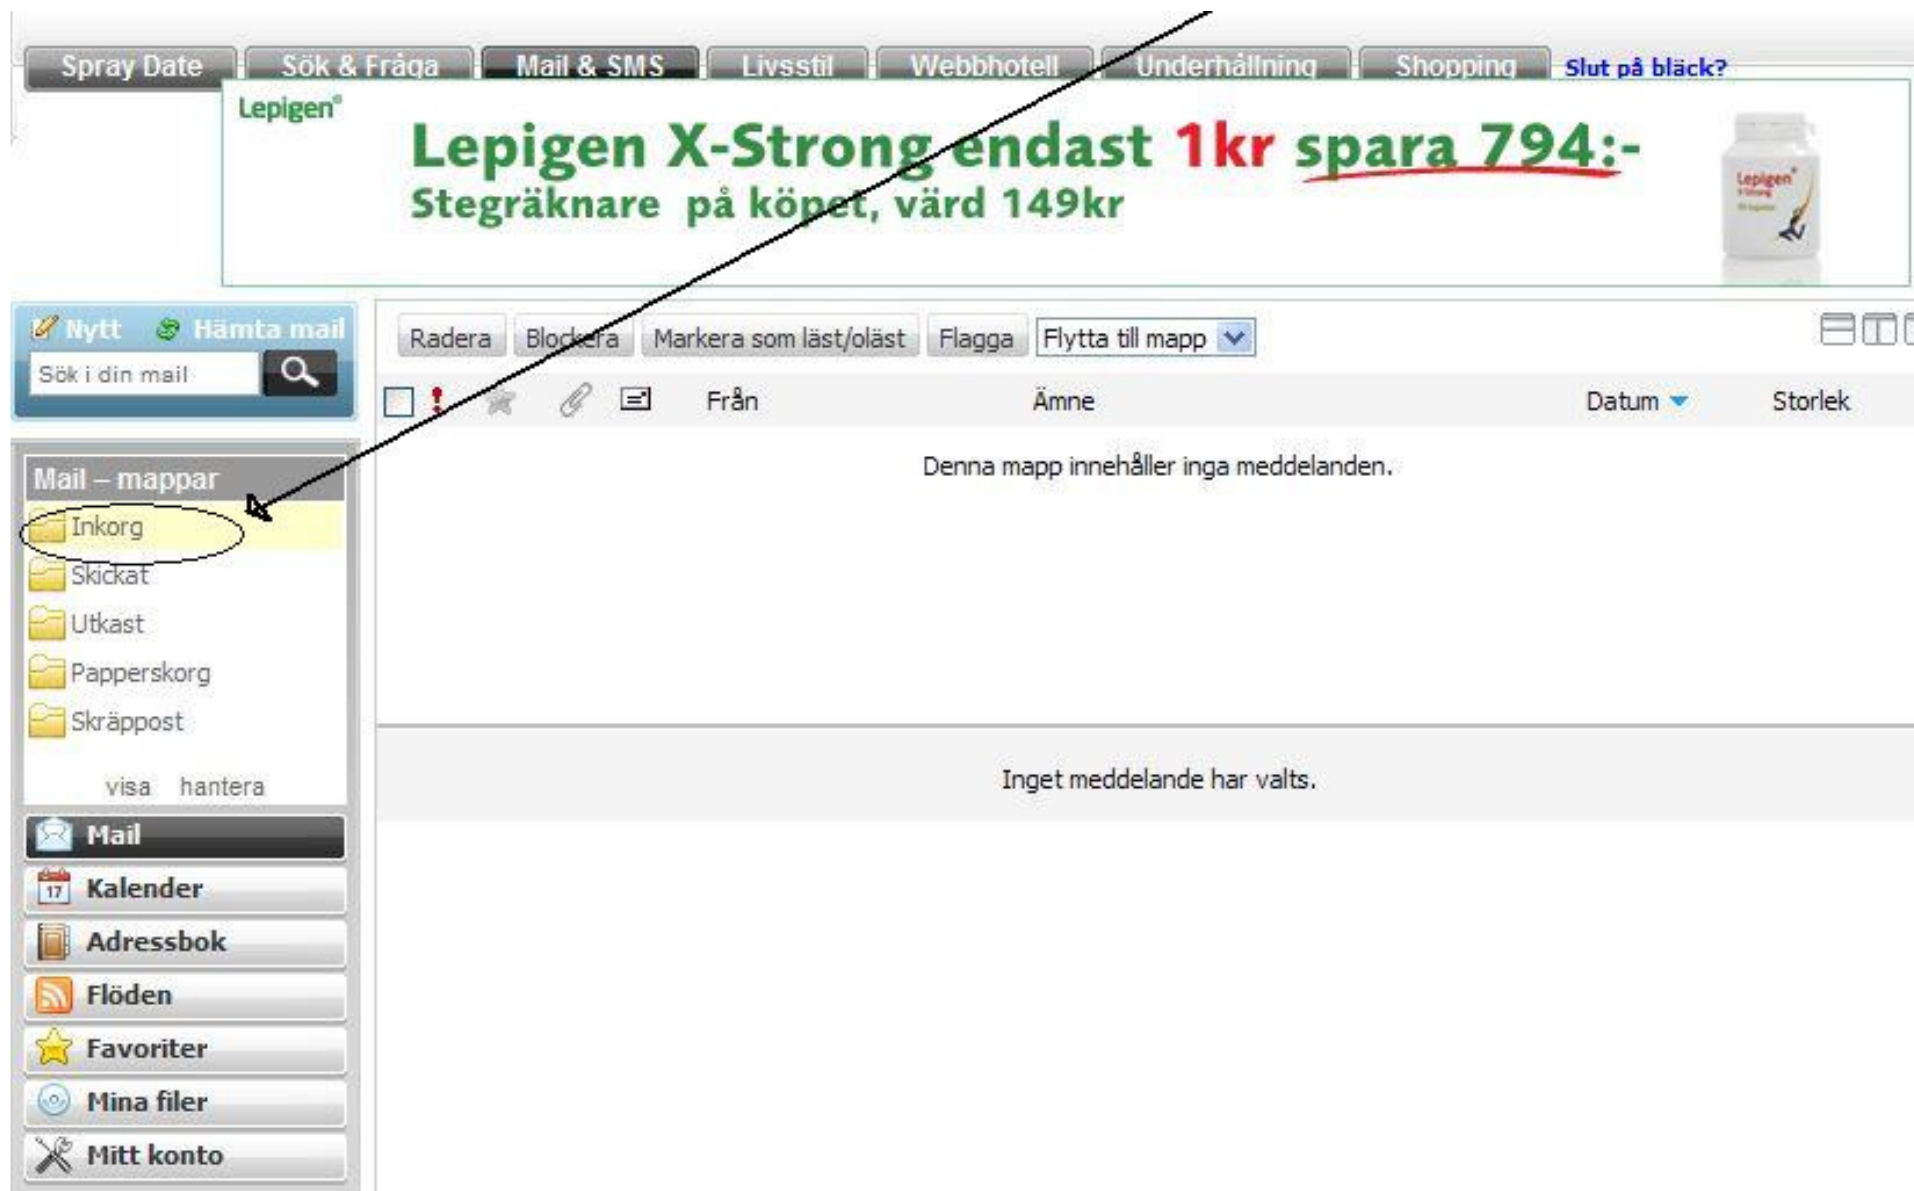 Spray Date Sök & Fråga Mail & SMS Livsstil Webbhotell Underhållning Shopping Slut på bläck?
Lepigen®
Lepigen X-Strong endast 1kr spara 794:-
Stegräknare på köpet, värd 149kr
Lepigen®
Nytt Hämta mail
Sök i din mail
Radera Blockera Markera som läst/oläst Flagga Flytta till mapp
Från Ämne Datum Storlek
Denna mapp innehåller inga meddelanden.
Mail – mappar
Inkorg
Skickat
Utkast
Papperskorg
Skräppost
visa hantera
Inget meddelande har valts.
Mail
17 Kalender
Adressbok
Flöden
Favoriter
Mina filer
Mitt konto